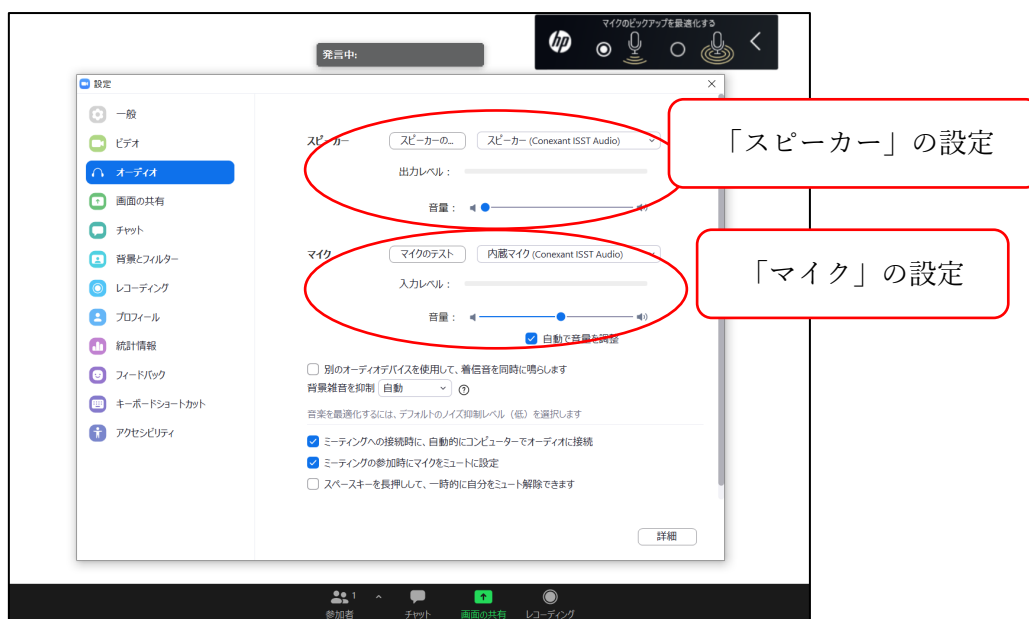 マイクのピックアップを最適化する
hp
発言中:
設定
一般
ビデオ
オーディオ
画面の共有
チャット
背景とフィルター
レコーディング
プロフィール
統計情報
フィードバック
キーボードショートカット
アクセシビリティ
スピーカー スピーカーの... スピーカー (Conexant ISST Audio)
出力レベル：
音量：
マイク マイクのテスト 内蔵マイク (Conexant ISST Audio)
入力レベル：
音量：
自動で音量を調整
別のオーディオデバイスを使用して、着信音を同時に鳴らします
背景雑音を抑制 自動
音楽を最適化するには、デフォルトのノイズ抑制レベル（低）を選択します
ミーティングへの接続時に、自動的にコンピューターでオーディオに接続
ミーティングの参加時にマイクをミュートに設定
スペースキーを長押しして、一時的に自分をミュート解除できます
詳細
「スピーカー」の設定
「マイク」の設定
1
参加者 チャット 画面の共有 レコーディング